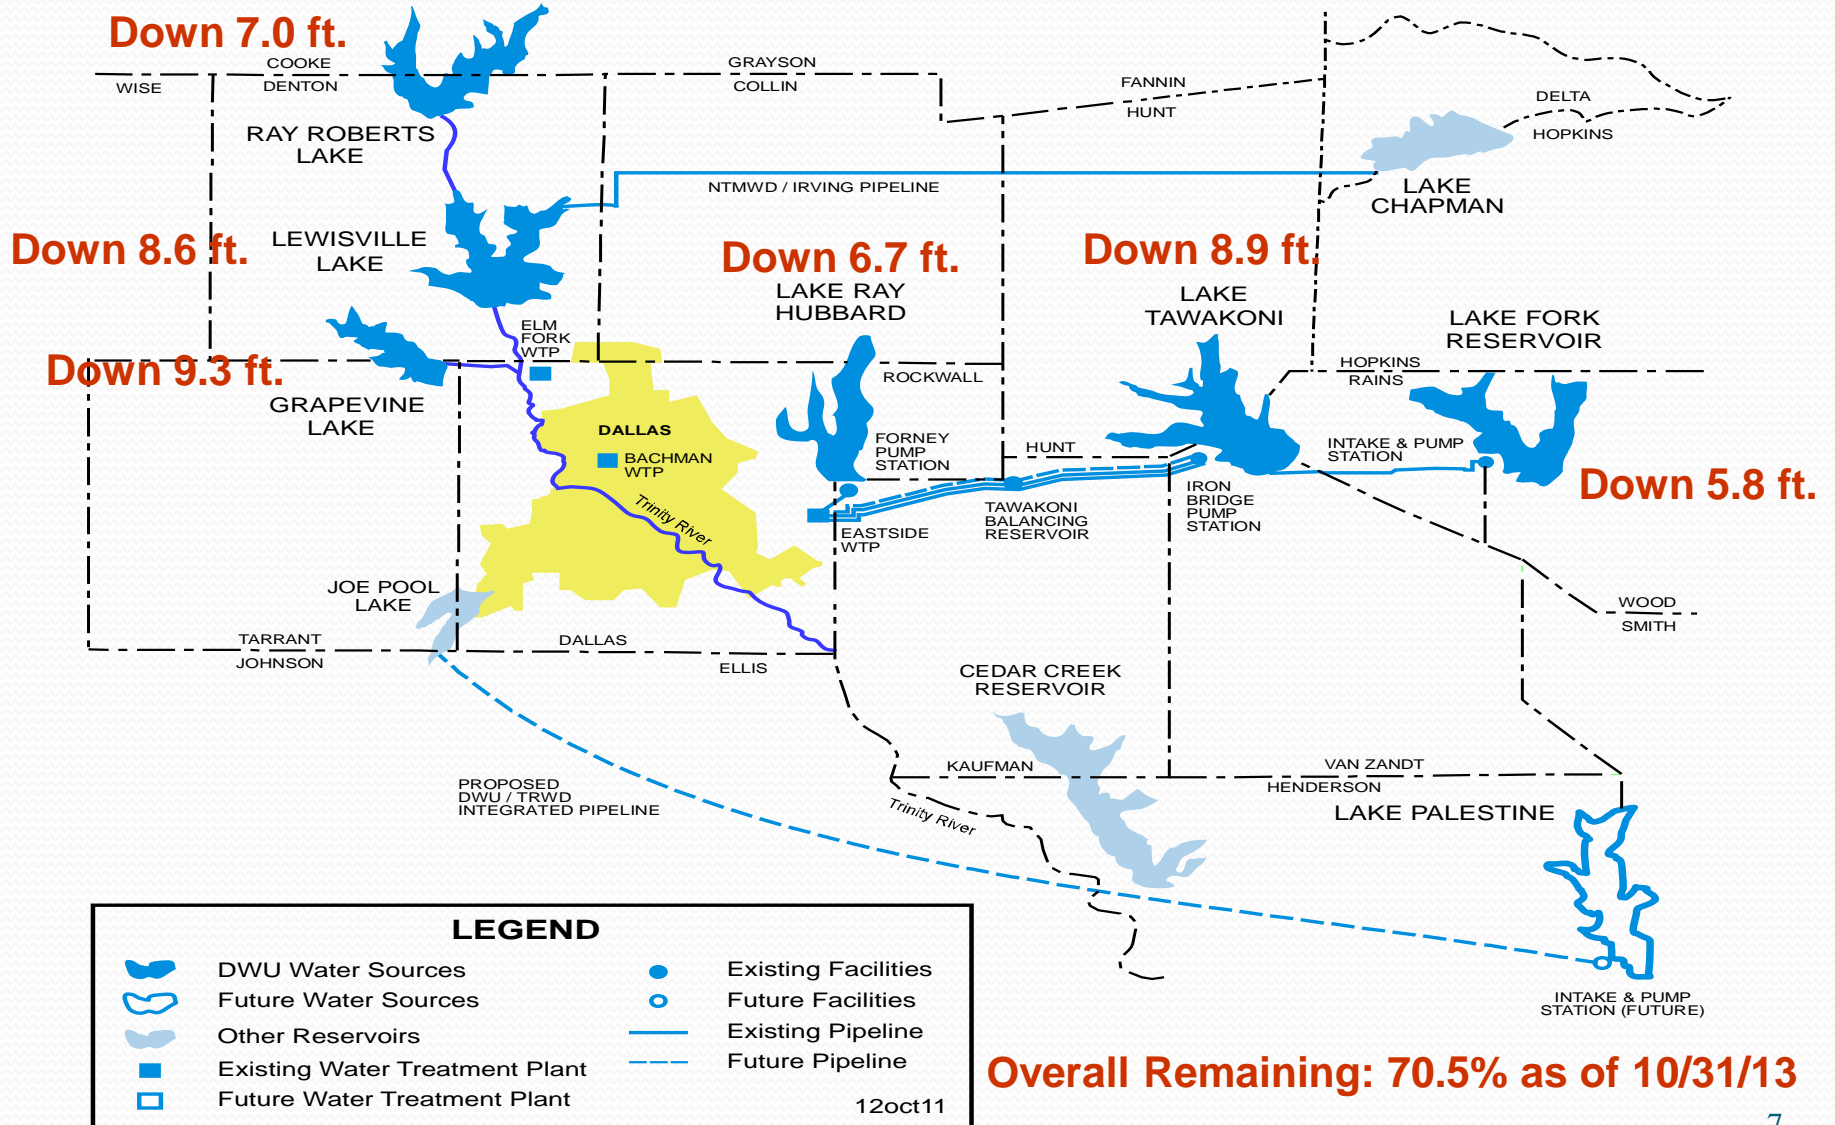 Down 7.0 ft.
COOKE
GRAYSON
WISE
DENTON
COLLIN
FANNIN
HUNT
DELTA
HOPKINS
RAY ROBERTS
LAKE
NTMWD / IRVING PIPELINE
LAKE
CHAPMAN
Down 8.6 ft.
LEWISVILLE
LAKE
Down 6.7 ft.
LAKE RAY
HUBBARD
Down 8.9 ft.
LAKE
TAWAKONI
LAKE FORK
RESERVOIR
ELM
FORK
WTP
Down 9.3 ft.
GRAPEVINE
LAKE
ROCKWALL
HOPKINS
RAINS
DALLAS
BACHMAN
WTP
FORNEY
PUMP
STATION
HUNT
INTAKE & PUMP
STATION
Down 5.8 ft.
Trinity River
EASTSIDE
WTP
TAWAKONI
BALANCING
RESERVOIR
IRON
BRIDGE
PUMP
STATION
JOE POOL
LAKE
WOOD
SMITH
TARRANT
JOHNSON
DALLAS
ELLIS
CEDAR CREEK
RESERVOIR
KAUFMAN
VAN ZANDT
HENDERSON
PROPOSED
DWU / TRWD
INTEGRATED PIPELINE
Trinity River
LAKE PALESTINE
INTAKE & PUMP
STATION (FUTURE)
LEGEND
DWU Water Sources
Future Water Sources
Other Reservoirs
Existing Water Treatment Plant
Future Water Treatment Plant
Existing Facilities
Future Facilities
Existing Pipeline
Future Pipeline
12oct11
Overall Remaining: 70.5% as of 10/31/13
7